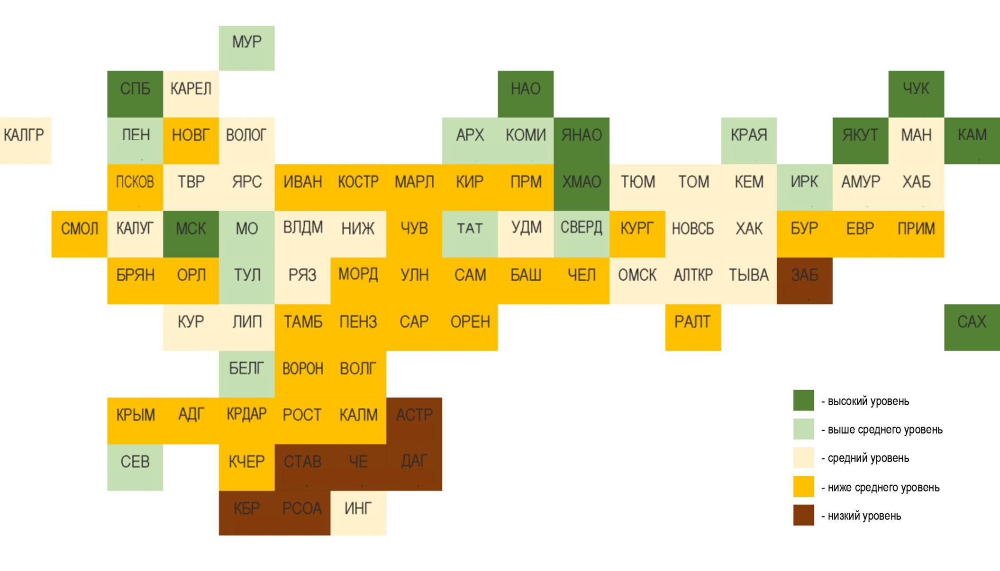 МУР
СПБ КАРЕЛ НАО ЧУК
КАЛГР ЛЕН НОВГ ВОЛОГ АРХ КОМИ ЯНАО КРАЯ ЯКУТ МАН КАМ
ПСКОВ ТВР ЯРС ИВАН КОСТР МАРЛ КИР ПРМ ХМАО ТЮМ ТОМ КЕМ ИРК АМУР ХАБ
СМОЛ КАЛУГ МСК МО ВЛДМ НИЖ ЧУВ ТАТ УДМ СВЕРД КУРГ НОВСБ ХАК БУР ЕВР ПРИМ
БРЯН ОРЛ ТУЛ РЯЗ МОРД УЛН САМ БАШ ЧЕЛ ОМСК АЛТКР ТЫВА ЗАБ
КУР ЛИП ТАМБ ПЕНЗ САР ОРЕН РАЛТ САХ
БЕЛГ ВОРОН ВОЛГ
КРЫМ АДГ КРДАР РОСТ КАЛМ АСТР
СЕВ КЧЕР СТАВ ЧЕ ДАГ
КБР РСОА ИНГ
- высокий уровень
- выше среднего уровень
- средний уровень
- ниже среднего уровень
- низкий уровень